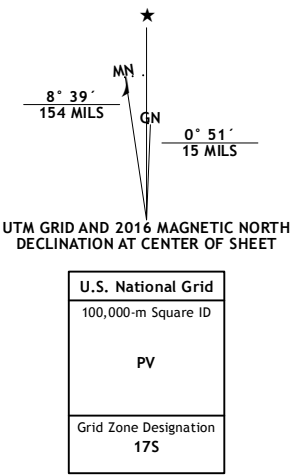 ★
MN
8° 39´
154 MILS
GN
0° 51´
15 MILS
UTM GRID AND 2016 MAGNETIC NORTH
DECLINATION AT CENTER OF SHEET
U.S. National Grid
100,000-m Square ID
PV
Grid Zone Designation
17S